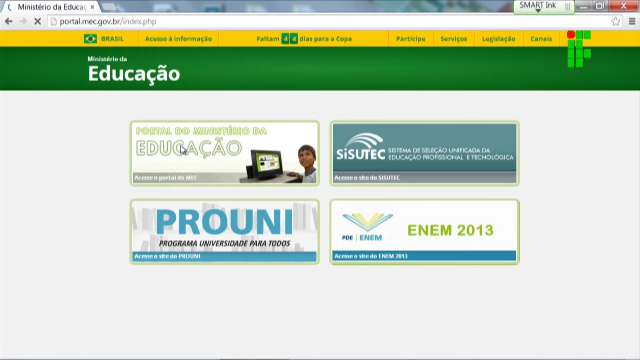 Ministério da Educaç
SMART Ink
portal.mec.gov.br/index.php
BRASIL
Acesso à informação
Faltam 4 4 dias para a Copa
Participe
Serviços
Legislação
Canais
Ministério da
Educação
PORTAL DO MINISTÉRIO DA
EDUCAÇÃO
Acesse o portal do MEC
SiSUTEC
SISTEMA DE SELEÇÃO UNIFICADA DA
EDUCAÇÃO PROFISSIONAL E TECNOLÓGICA
Acesse o site do SISUTEC
PROUNI
PROGRAMA UNIVERSIDADE PARA TODOS
Acesse o site do PROUNI
PDE | ENEM
ENEM 2013
Acesse o site do ENEM 2013